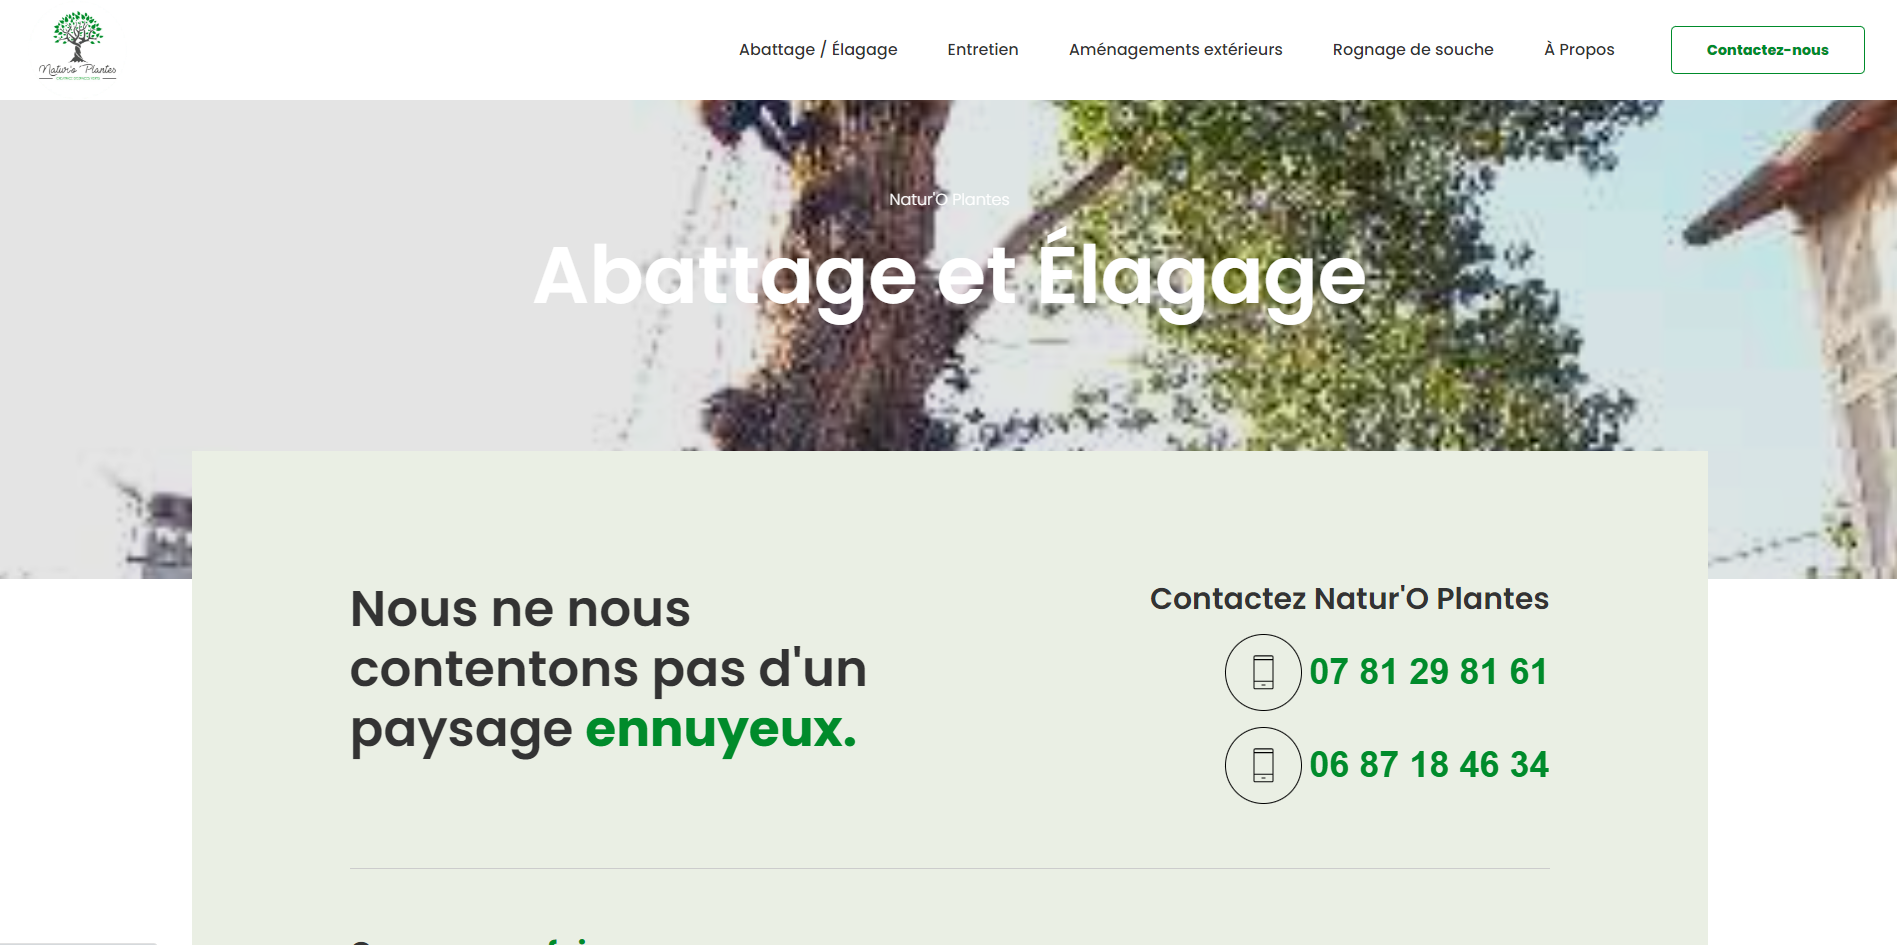 Natur'o Plantes
Abattage / Élagage
Entretien
Aménagements extérieurs
Rognage de souche
À Propos
Contactez-nous
Natur'O Plantes
Abattage et Élagage
Nous ne nous
contentons pas d'un
paysage ennuyeux.
Contactez Natur'O Plantes
07 81 29 81 61
06 87 18 46 34